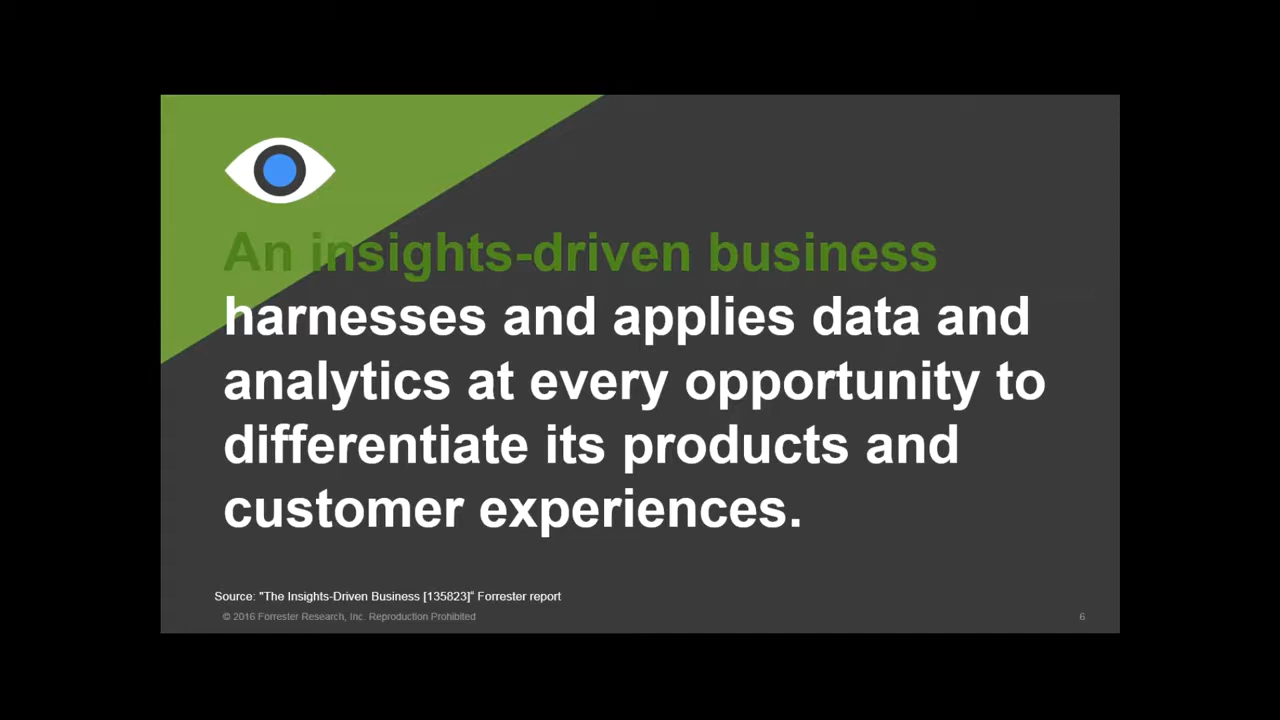 An insights-driven business
harnesses and applies data and
analytics at every opportunity to
differentiate its products and
customer experiences.
Source: "The Insights-Driven Business [135823]“ Forrester report
© 2016 Forrester Research, Inc. Reproduction Prohibited
6